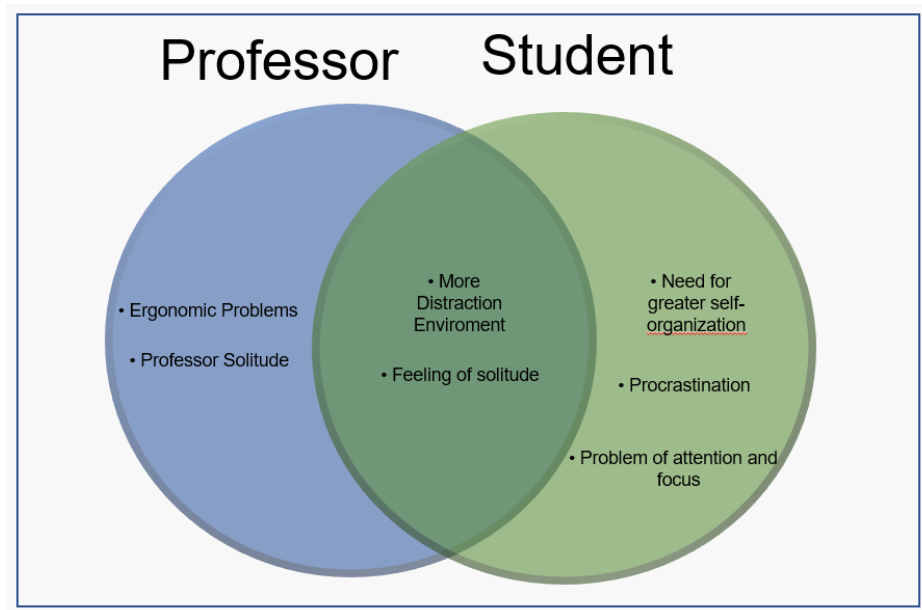 Professor
Student
• Ergonomic Problems
• Professor Solitude
• More
Distraction
Enviroment
• Feeling of solitude
• Need for
greater self-
organization
• Procrastination
• Problem of attention and
focus